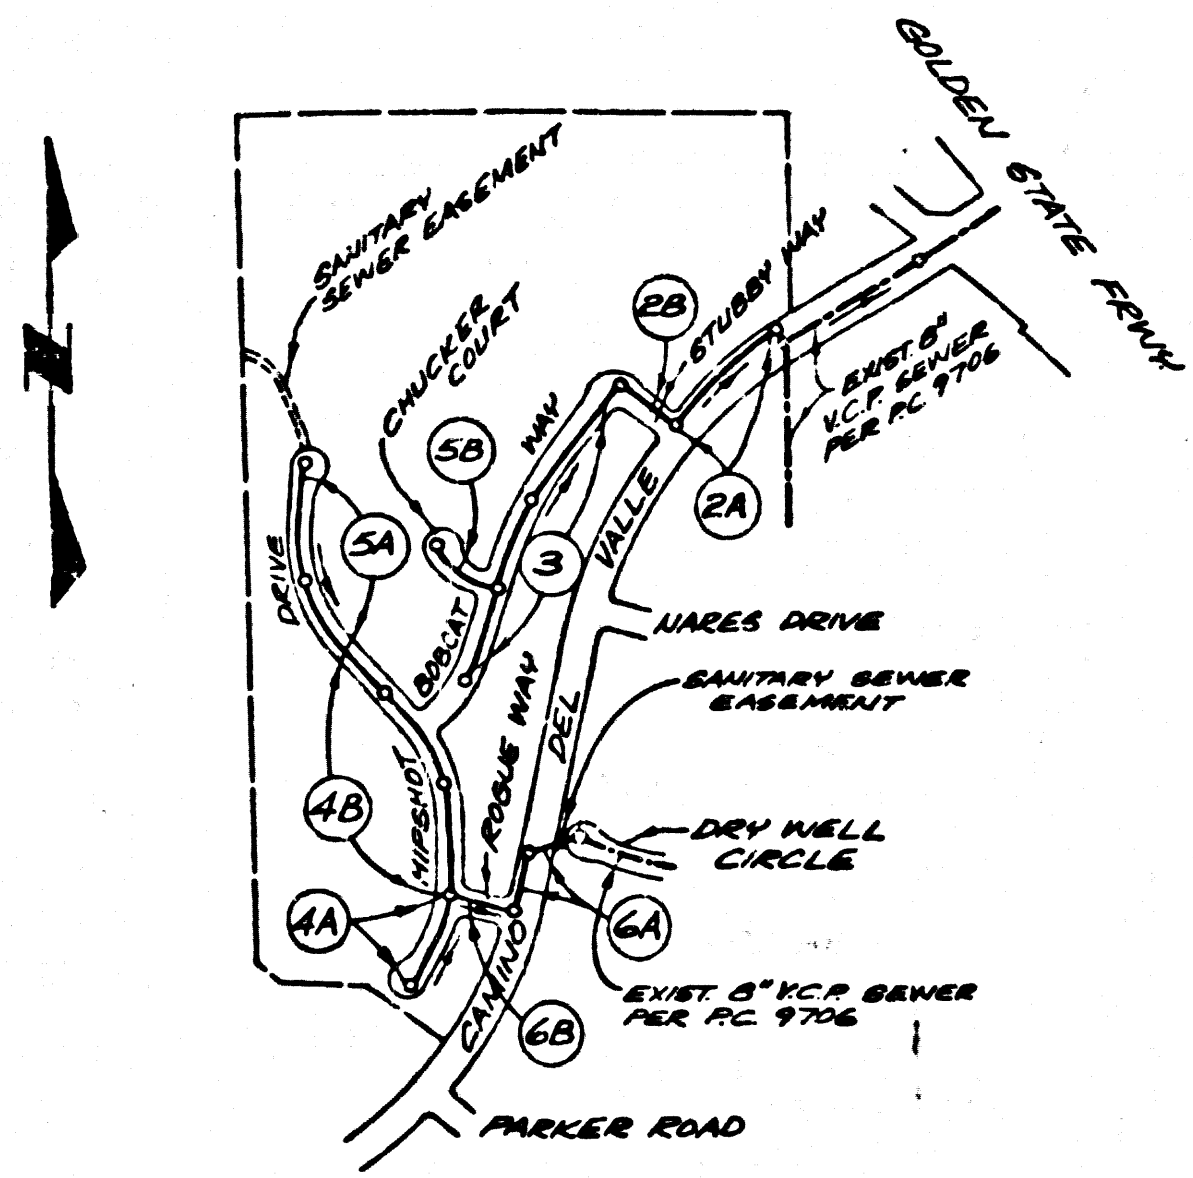 GOLDEN STATE FRWY.
SANITARY
SEWER EASEMENT
STUBBY WAY
2B
CHUCKER
COURT
N
EXIST. 8"
V.C.P. SEWER
PER P.C. 9706
WAY
5B
2A
VALLE
5A
3
DRIVE
BOBCAT
NARES DRIVE
SANITARY SEWER
EASEMENT
ROGUE WAY
DEL
HIPSHOT
4B
DRY WELL
CIRCLE
4A
6A
CAMINO
EXIST. 8" V.C.P. SEWER
PER P.C. 9706
6B
PARKER ROAD